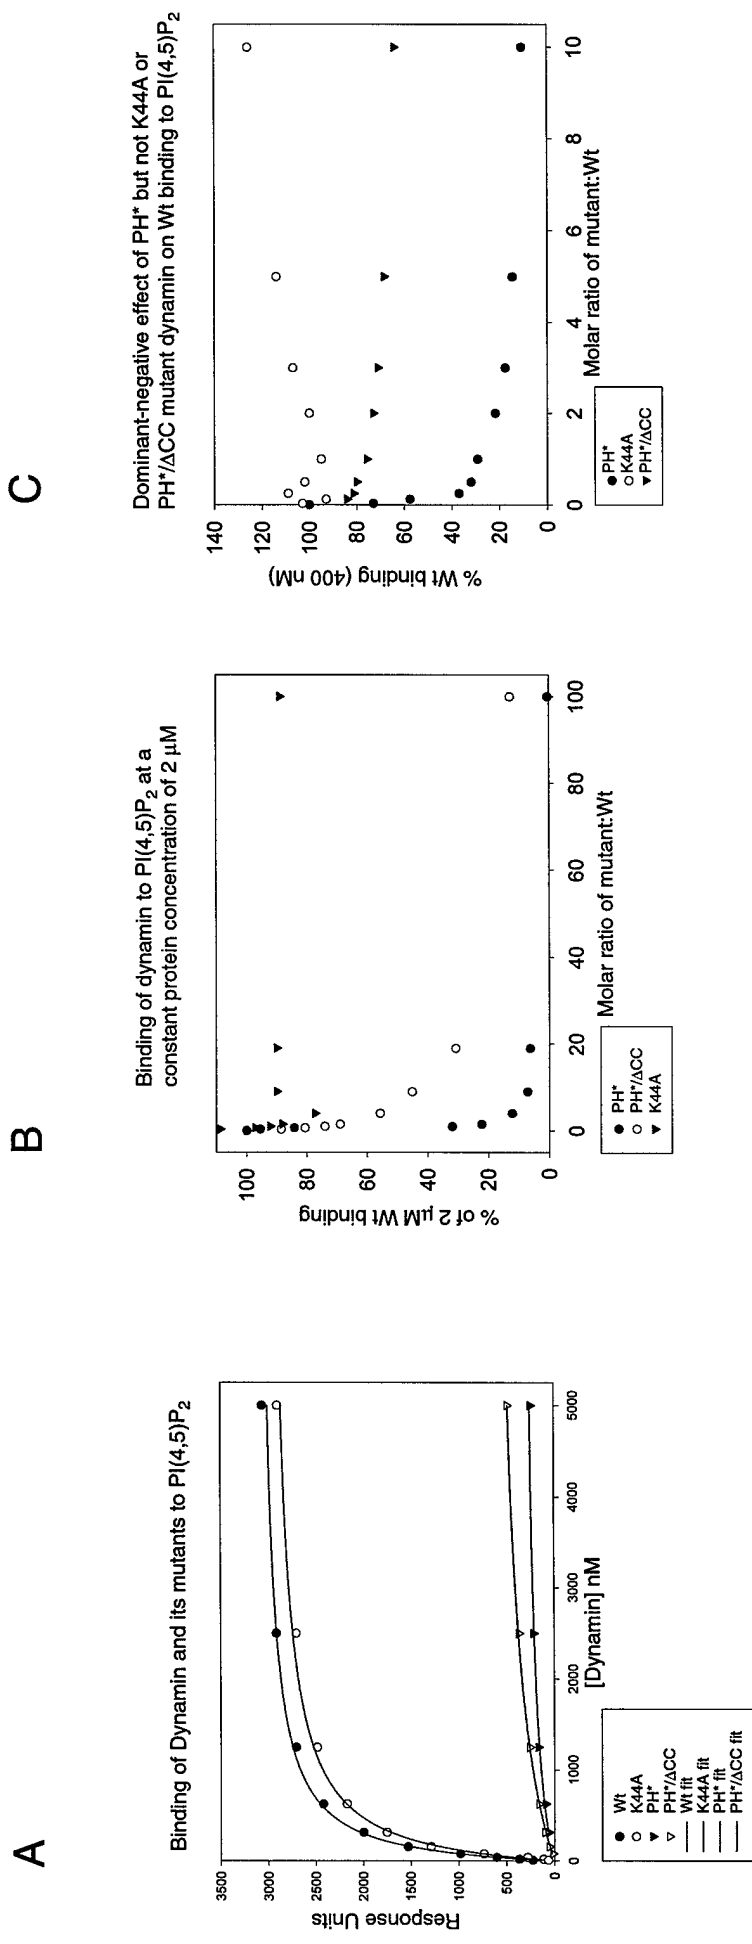 A
Binding of Dynamin and its mutants to PI(4,5)P2
Response Units
3500
3000
2500
2000
1500
1000
500
0
0 1000 2000 3000 4000 5000
[Dynamin] nM
Wt
K44A
PH*
PH*/ΔCC
Wt fit
K44A fit
PH* fit
PH*/ΔCC fit
B
Binding of dynamin to PI(4,5)P2 at a
constant protein concentration of 2 μM
% of 2 μM Wt binding
100
80
60
40
20
0
0 20 40 60 80 100
Molar ratio of mutant:Wt
PH*
PH*/ΔCC
K44A
C
Dominant-negative effect of PH* but not K44A or
PH*/ΔCC mutant dynamin on Wt binding to PI(4,5)P2
% Wt binding (400 nM)
140
120
100
80
60
40
20
0
0 2 4 6 8 10
Molar ratio of mutant:Wt
PH*
K44A
PH*/ΔCC